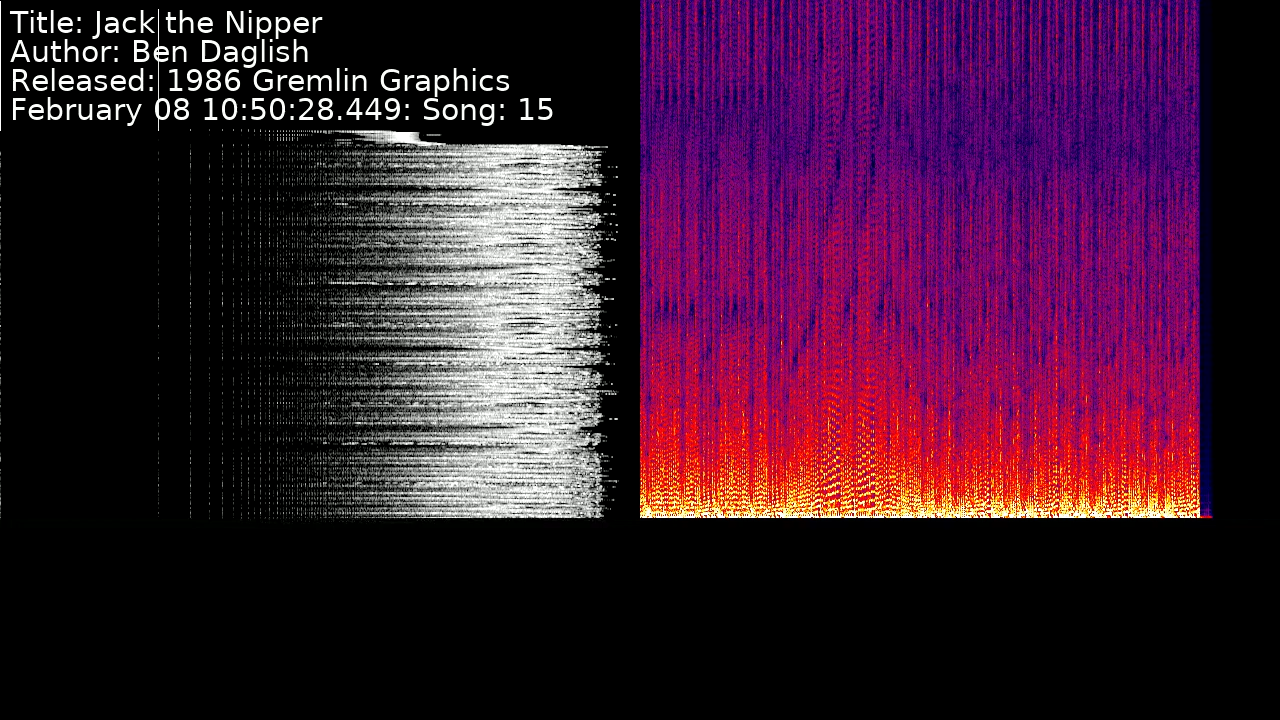 Title: Jack the Nipper
Author: Ben Daglish
Released: 1986 Gremlin Graphics
February 08 10:50:28.449: Song: 15